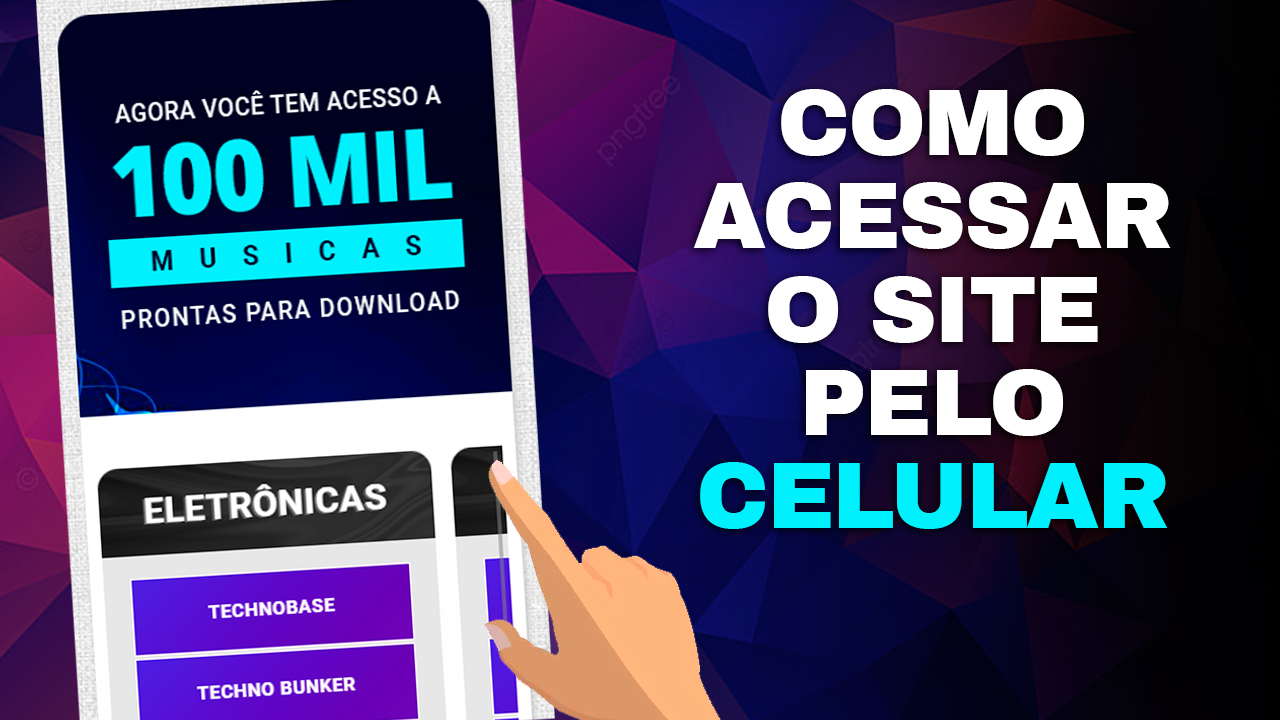 AGORA VOCÊ TEM ACESSO A
100 MIL
MUSICAS
PRONTAS PARA DOWNLOAD
ELETRÔNICAS
TECHNOBASE
TECHNO BUNKER
COMO
ACESSAR
O SITE
PELO
CELULAR
pngtree